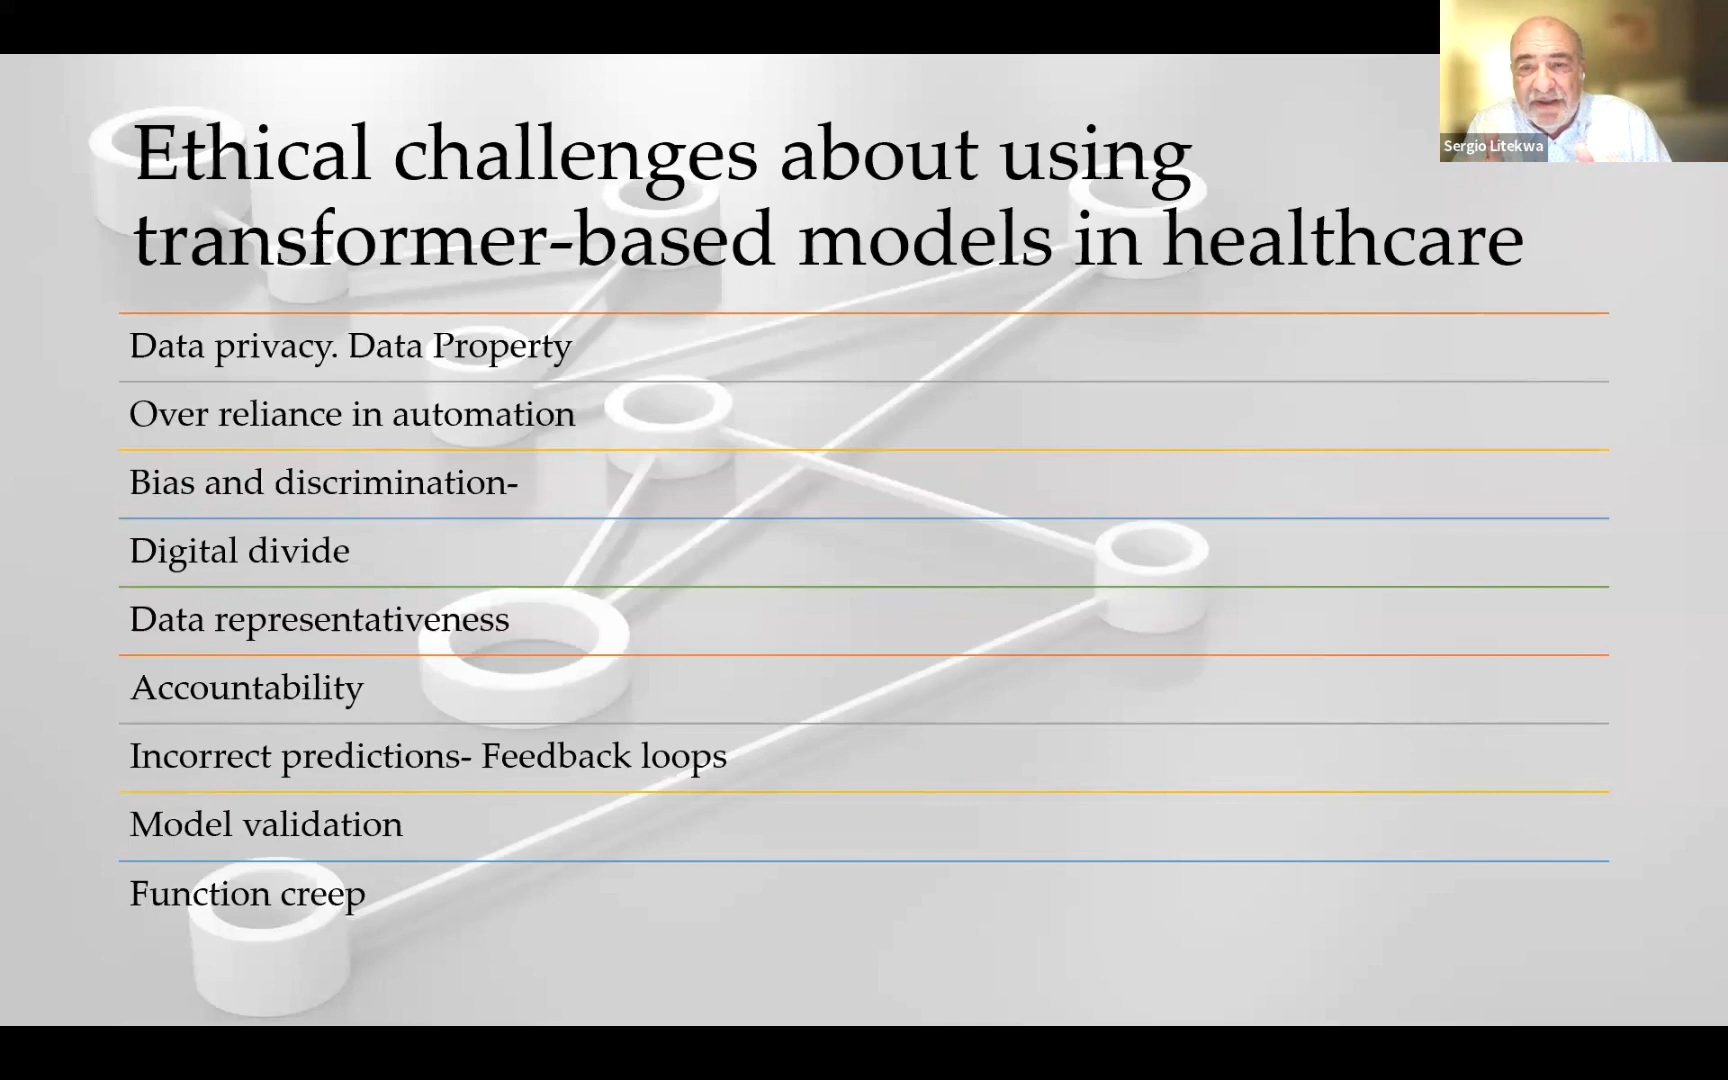 Ethical challenges about using
transformer-based models in healthcare
Sergio Litekwa
Data privacy. Data Property
Over reliance in automation
Bias and discrimination-
Digital divide
Data representativeness
Accountability
Incorrect predictions- Feedback loops
Model validation
Function creep